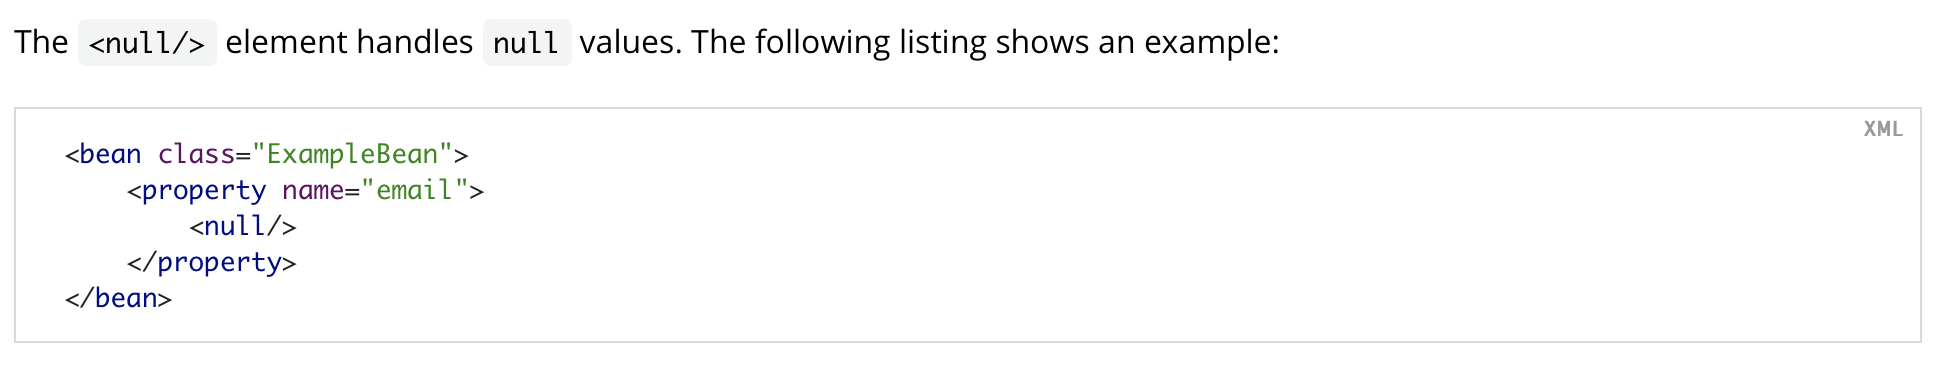 The <null/> element handles null values. The following listing shows an example:
XML
<bean class="ExampleBean">
    <property name="email">
        <null/>
    </property>
</bean>